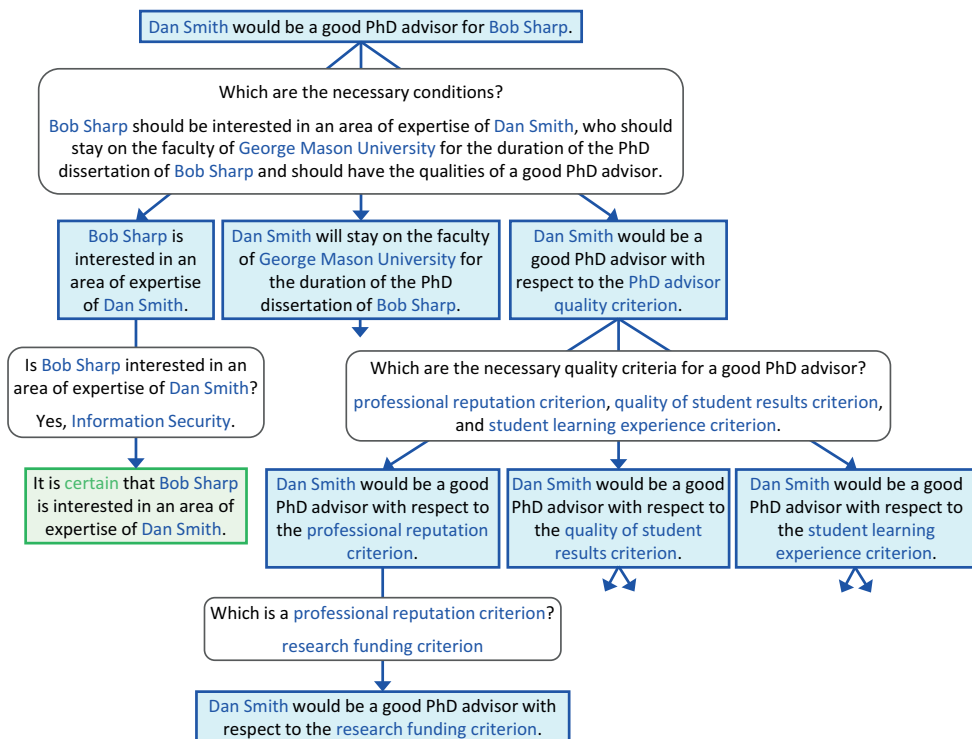 Dan Smith would be a good PhD advisor for Bob Sharp.
Which are the necessary conditions?
Bob Sharp should be interested in an area of expertise of Dan Smith, who should
stay on the faculty of George Mason University for the duration of the PhD
dissertation of Bob Sharp and should have the qualities of a good PhD advisor.
Bob Sharp is
interested in an
area of expertise
of Dan Smith.
Dan Smith will stay on the faculty
of George Mason University for
the duration of the PhD
dissertation of Bob Sharp.
Dan Smith would be a
good PhD advisor with
respect to the PhD advisor
quality criterion.
Is Bob Sharp interested in an
area of expertise of Dan Smith?
Yes, Information Security.
Which are the necessary quality criteria for a good PhD advisor?
professional reputation criterion, quality of student results criterion,
and student learning experience criterion.
It is certain that Bob Sharp
is interested in an area of
expertise of Dan Smith.
Dan Smith would be a good
PhD advisor with respect to
the professional reputation
criterion.
Dan Smith would be a good
PhD advisor with respect to
the quality of student
results criterion.
Dan Smith would be a good
PhD advisor with respect to
the student learning
experience criterion.
Which is a professional reputation criterion?
research funding criterion
Dan Smith would be a good PhD advisor with
respect to the research funding criterion.